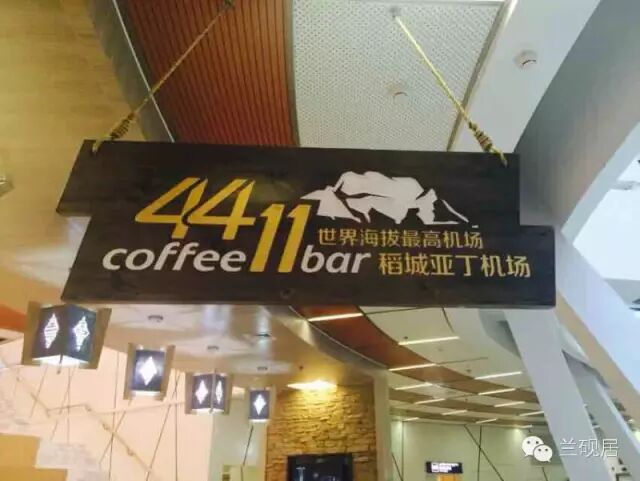 4411
世界海拔最高机场
coffee bar 稻城亚丁机场
兰砚居